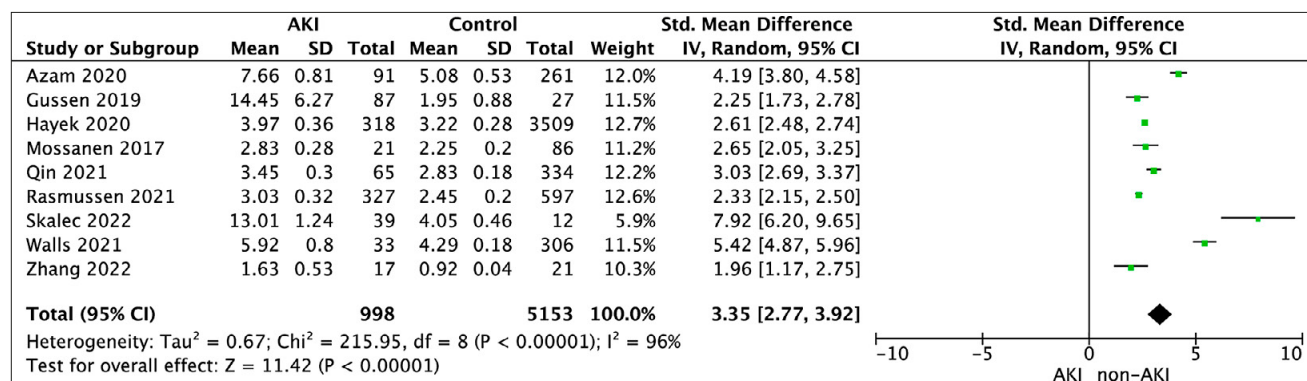 AKI Control Std. Mean Difference Std. Mean Difference
Study or Subgroup Mean SD Total Mean SD Total Weight IV, Random, 95% CI IV, Random, 95% CI
Azam 2020 7.66 0.81 91 5.08 0.53 261 12.0% 4.19 [3.80, 4.58]
Gussen 2019 14.45 6.27 87 1.95 0.88 27 11.5% 2.25 [1.73, 2.78]
Hayek 2020 3.97 0.36 318 3.22 0.28 3509 12.7% 2.61 [2.48, 2.74]
Mossanen 2017 2.83 0.28 21 2.25 0.2 86 11.2% 2.65 [2.05, 3.25]
Qin 2021 3.45 0.3 65 2.83 0.18 334 12.2% 3.03 [2.69, 3.37]
Rasmussen 2021 3.03 0.32 327 2.45 0.2 597 12.6% 2.33 [2.15, 2.50]
Skalec 2022 13.01 1.24 39 4.05 0.46 12 5.9% 7.92 [6.20, 9.65]
Walls 2021 5.92 0.8 33 4.29 0.18 306 11.5% 5.42 [4.87, 5.96]
Zhang 2022 1.63 0.53 17 0.92 0.04 21 10.3% 1.96 [1.17, 2.75]
Total (95% CI) 998 5153 100.0% 3.35 [2.77, 3.92]
Heterogeneity: Tau² = 0.67; Chi² = 215.95, df = 8 (P < 0.00001); I² = 96%
Test for overall effect: Z = 11.42 (P < 0.00001)
-10 -5 0 5 10
AKI non-AKI